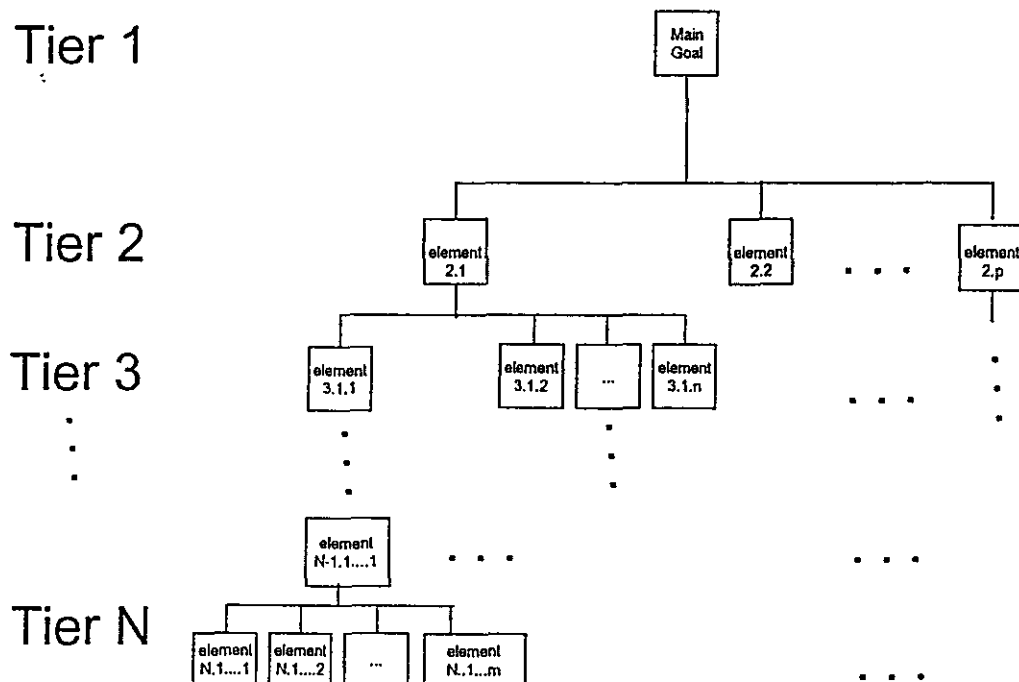 Tier 1
Main
Goal
Tier 2
element
2.1
element
2.2
. . .
element
2.p
Tier 3
element
3.1.1
element
3.1.2
...
element
3.1.n
. . .
element
N-1.1....1
. . .
. . .
Tier N
element
N.1....1
element
N.1....2
...
element
N..1...m
. . .